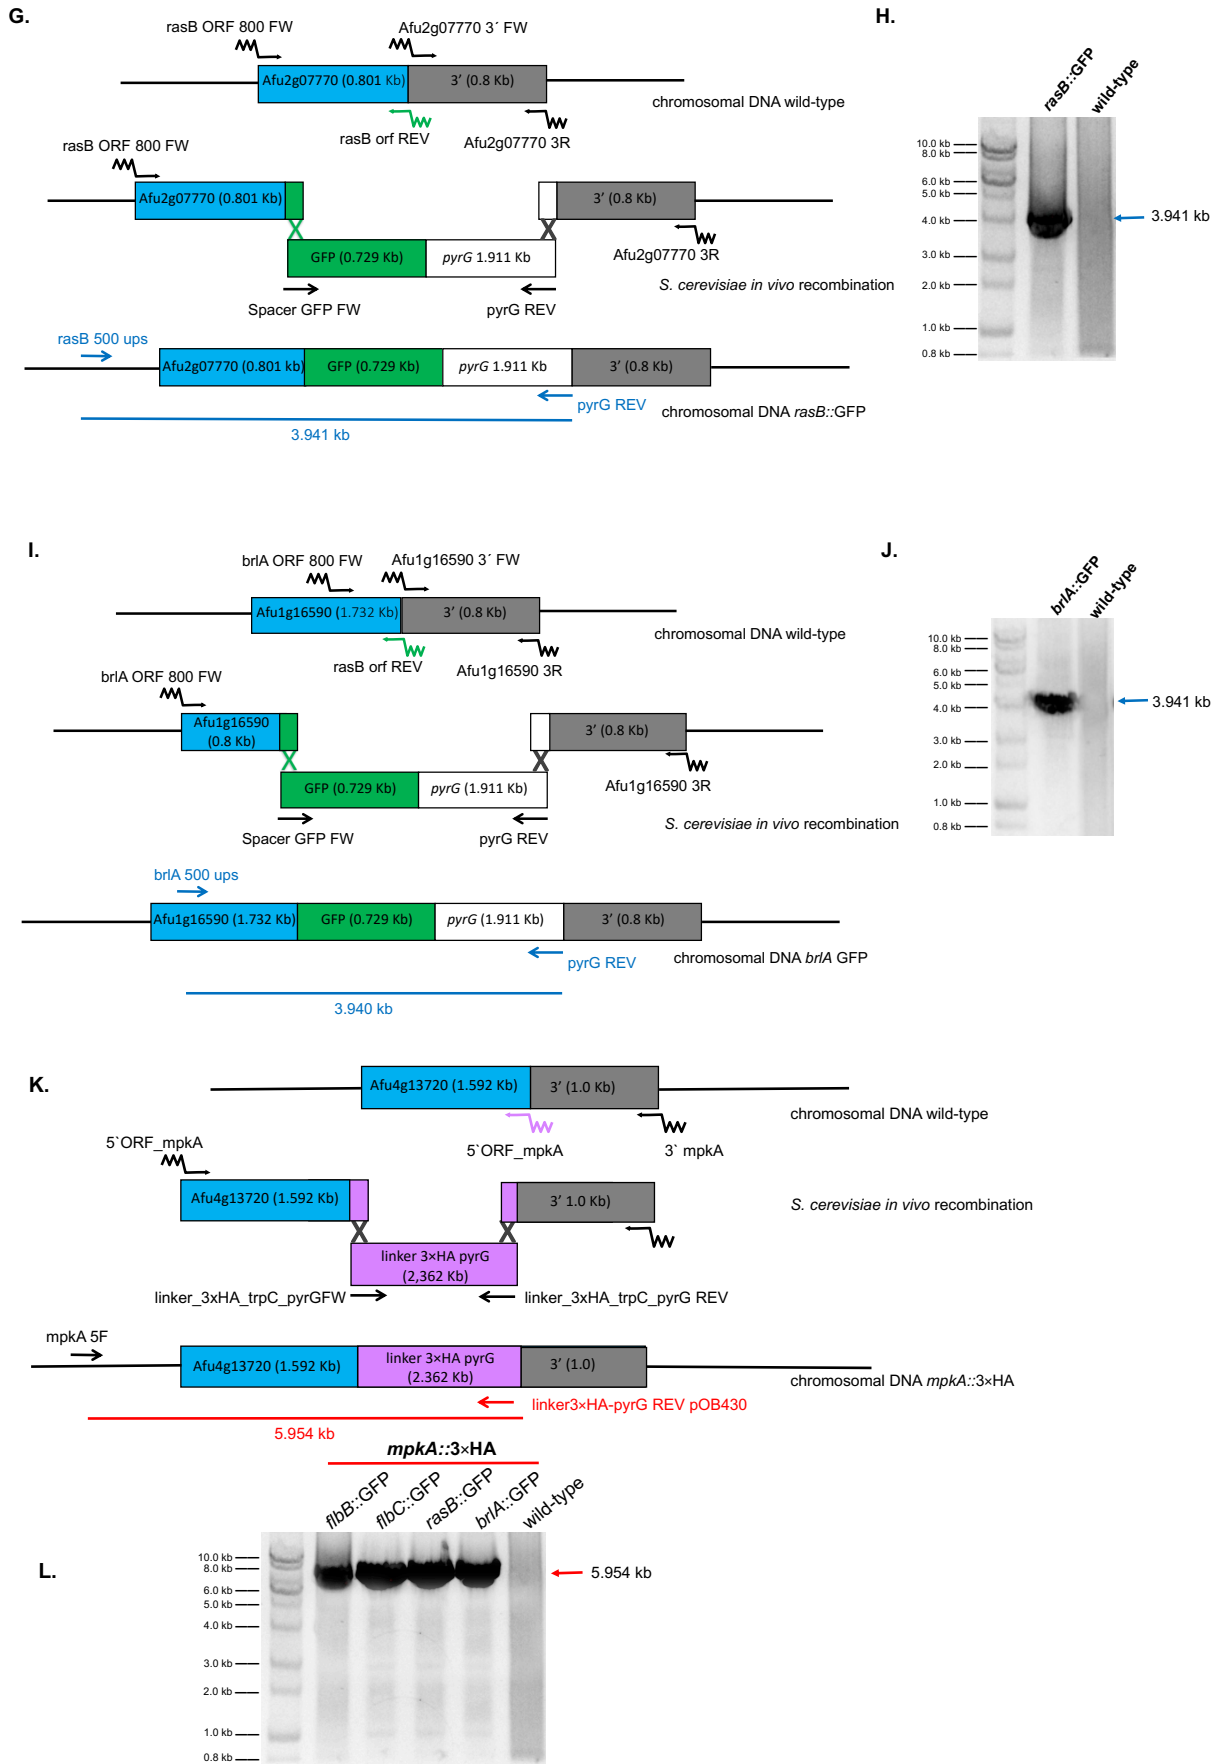 G.
rasB ORF 800 FW
Afu2g07770 3´ FW
Afu2g07770 (0.801 Kb)
3’ (0.8 Kb)
chromosomal DNA wild-type
rasB orf REV
Afu2g07770 3R
rasB ORF 800 FW
Afu2g07770 (0.801 Kb)
3’ (0.8 Kb)
GFP (0.729 Kb)
pyrG 1.911 Kb
Afu2g07770 3R
S. cerevisiae in vivo recombination
Spacer GFP FW
pyrG REV
rasB 500 ups
Afu2g07770 (0.801 kb)
GFP (0.729 Kb)
pyrG 1.911 Kb
3’ (0.8 Kb)
pyrG REV
chromosomal DNA rasB::GFP
3.941 kb
H.
rasB::GFP
wild-type
10.0 kb
8.0 kb
6.0 kb
5.0 kb
4.0 kb
3.0 kb
2.0 kb
1.0 kb
0.8 kb
3.941 kb
I.
brlA ORF 800 FW
Afu1g16590 3´ FW
Afu1g16590 (1.732 Kb)
3’ (0.8 Kb)
chromosomal DNA wild-type
rasB orf REV
Afu1g16590 3R
brlA ORF 800 FW
Afu1g16590
(0.8 Kb)
3’ (0.8 Kb)
GFP (0.729 Kb)
pyrG (1.911 Kb)
Afu1g16590 3R
S. cerevisiae in vivo recombination
Spacer GFP FW
pyrG REV
brlA 500 ups
Afu1g16590 (1.732 Kb)
GFP (0.729 Kb)
pyrG (1.911 Kb)
3’ (0.8 Kb)
pyrG REV
chromosomal DNA brlA GFP
3.940 kb
J.
brlA::GFP
wild-type
10.0 kb
8.0 kb
6.0 kb
5.0 kb
4.0 kb
3.0 kb
2.0 kb
1.0 kb
0.8 kb
3.941 kb
K.
Afu4g13720 (1.592 Kb)
3’ (1.0 Kb)
chromosomal DNA wild-type
5`ORF_mpkA
3` mpkA
5`ORF_mpkA
Afu4g13720 (1.592 Kb)
3’ 1.0 Kb)
S. cerevisiae in vivo recombination
linker 3×HA pyrG
(2,362 Kb)
linker_3xHA_trpC_pyrGFW
linker_3xHA_trpC_pyrG REV
mpkA 5F
Afu4g13720 (1.592 Kb)
linker 3×HA pyrG
(2.362 Kb)
3’ (1.0)
chromosomal DNA mpkA::3×HA
linker3×HA-pyrG REV pOB430
5.954 kb
mpkA::3×HA
flbB::GFP
flbC::GFP
rasB::GFP
brlA::GFP
wild-type
L.
10.0 kb
8.0 kb
6.0 kb
5.0 kb
4.0 kb
3.0 kb
2.0 kb
1.0 kb
0.8 kb
5.954 kb